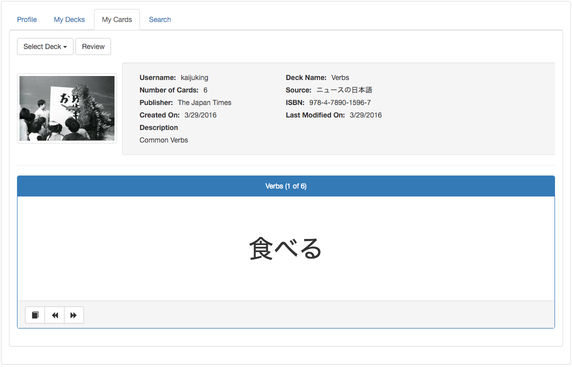 Profile My Decks My Cards Search
Select Deck Review
Username: kaijuking Deck Name: Verbs
Number of Cards: 6 Source: ニュースの日本語
Publisher: The Japan Times ISBN: 978-4-7890-1596-7
Created On: 3/29/2016 Last Modified On: 3/29/2016
Description
Common Verbs
Verbs (1 of 6)
食べる